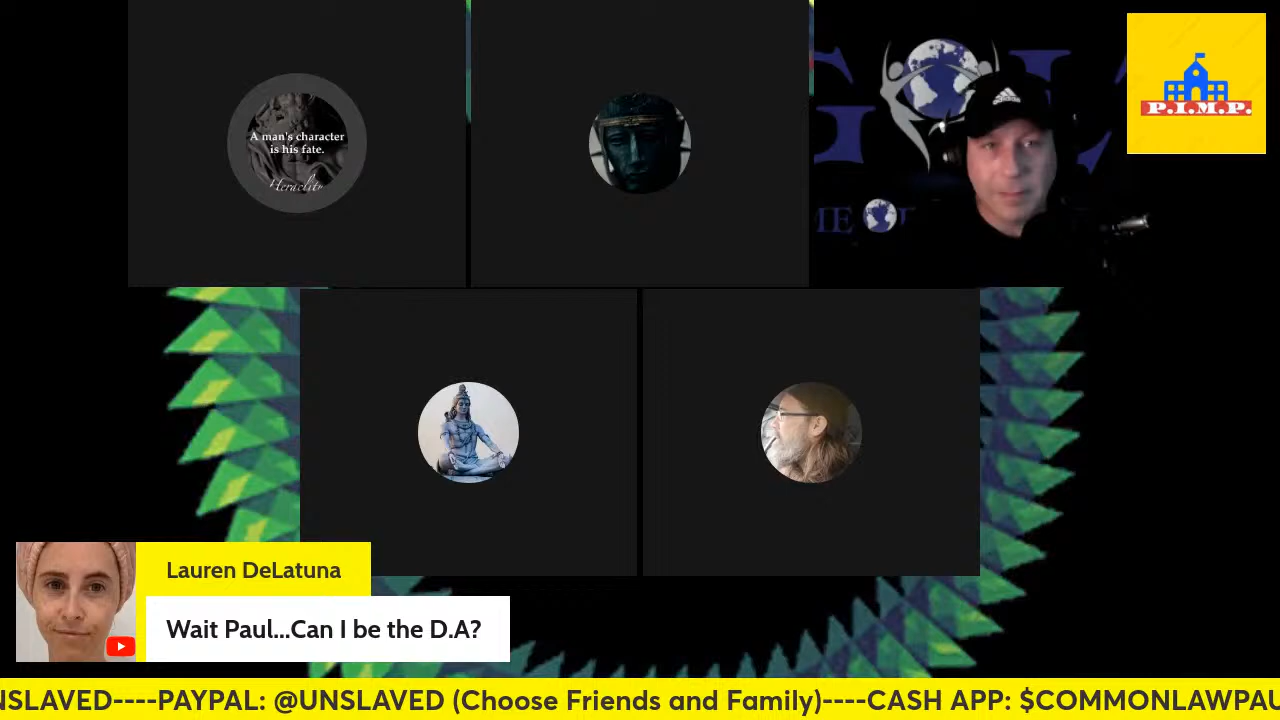 A man's character
is his fate.
P.I.M.P.
Lauren DeLatuna
Wait Paul...Can I be the D.A?
NSLAVED----PAYPAL: @UNSLAVED (Choose Friends and Family)----CASH APP: $COMMONLAWPAU